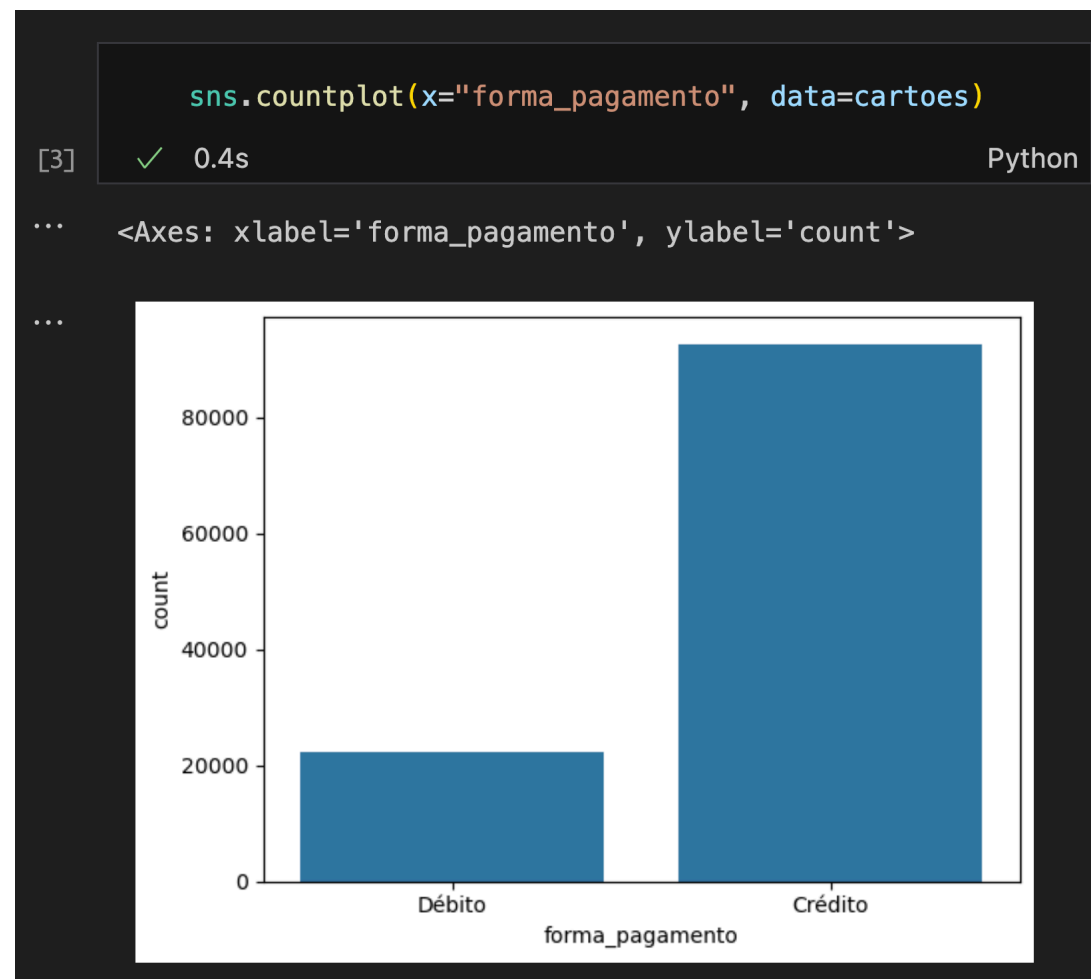 sns.countplot(x="forma_pagamento", data=cartoes)
[3]
0.4s
Python
...
<Axes: xlabel='forma_pagamento', ylabel='count'>
...
80000
60000
40000
20000
0
count
Débito
Crédito
forma_pagamento